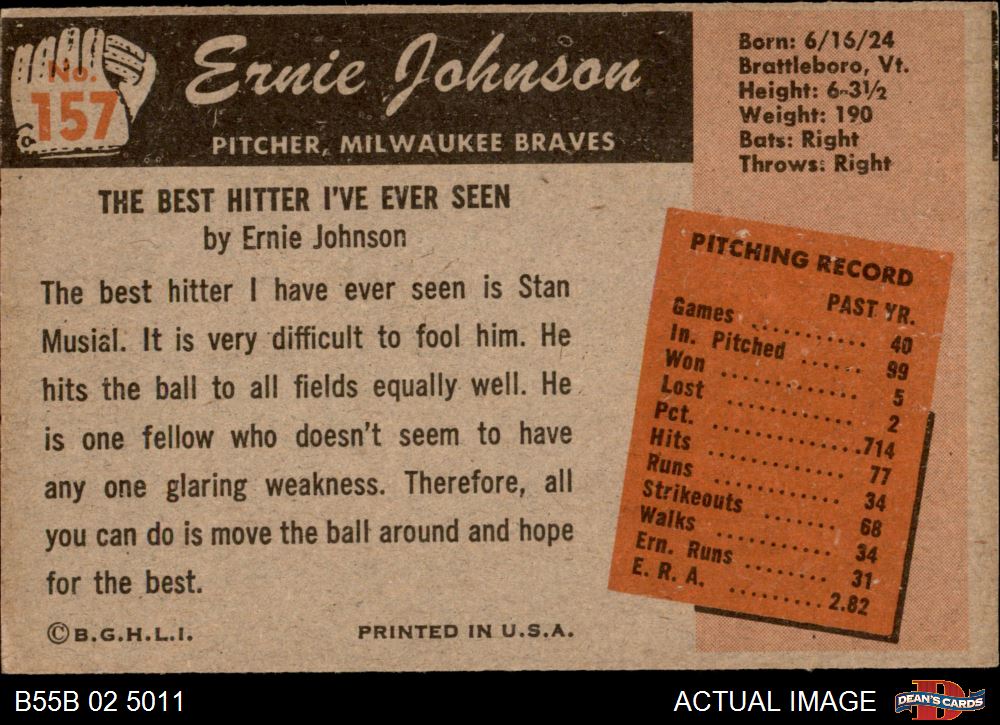 No.
157
Ernie Johnson
PITCHER, MILWAUKEE BRAVES
Born: 6/16/24
Brattleboro, Vt.
Height: 6-3½
Weight: 190
Bats: Right
Throws: Right
THE BEST HITTER I'VE EVER SEEN
by Ernie Johnson
The best hitter I have ever seen is Stan
Musial. It is very difficult to fool him. He
hits the ball to all fields equally well. He
is one fellow who doesn't seem to have
any one glaring weakness. Therefore, all
you can do is move the ball around and hope
for the best.
©B.G.H.L.I.
PRINTED IN U.S.A.
PITCHING RECORD
PAST YR.
Games .......... 40
In. Pitched ...... 99
Won ............ 5
Lost ............ 2
Pct. ..............714
Hits ............ 77
Runs ........... 34
Strikeouts ....... 68
Walks ........... 34
Ern. Runs ........ 31
E. R. A. .........2.82
B55B 02 5011
ACTUAL IMAGE
D
DEAN'S CARDS